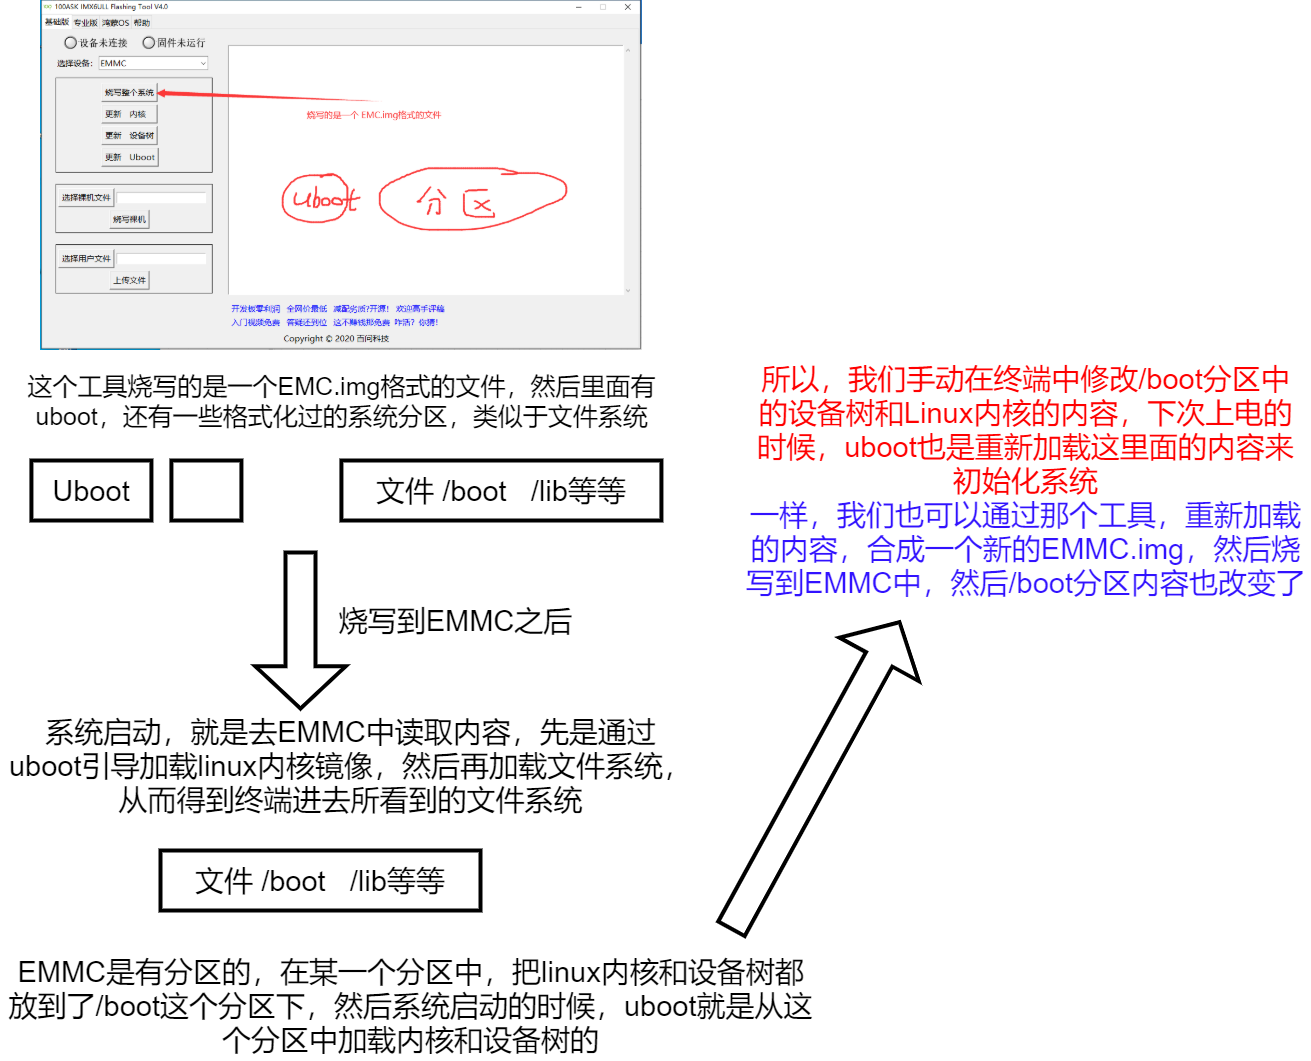 100ASK IMX6ULL Flashing Tool V4.0
基础版 专业版 鸿蒙OS 帮助
设备未连接 固件未运行
选择设备： EMMC
烧写整个系统
更新 内核
更新 设备树
更新 Uboot
选择裸机文件
烧写裸机
选择用户文件
上传文件
烧写的是一个 EMC.img格式的文件
uboot 分区
开发板零利润 全网价最低 减配劣质?开源！ 欢迎高手评输
入门视频免费 答疑还到位 这不赚钱那免费 咋活？你猜！
Copyright © 2020 百问科技
这个工具烧写的是一个EMC.img格式的文件，然后里面有
uboot，还有一些格式化过的系统分区，类似于文件系统
Uboot
文件 /boot /lib等等
烧写到EMMC之后
系统启动，就是去EMMC中读取内容，先是通过
uboot引导加载linux内核镜像，然后再加载文件系统，
从而得到终端进去所看到的文件系统
文件 /boot /lib等等
EMMC是有分区的，在某一个分区中，把linux内核和设备树都
放到了/boot这个分区下，然后系统启动的时候，uboot就是从这
个分区中加载内核和设备树的
所以，我们手动在终端中修改/boot分区中
的设备树和Linux内核的内容，下次上电的
时候，uboot也是重新加载这里面的内容来
初始化系统
一样，我们也可以通过那个工具，重新加载
的内容，合成一个新的EMMC.img，然后烧
写到EMMC中，然后/boot分区内容也改变了